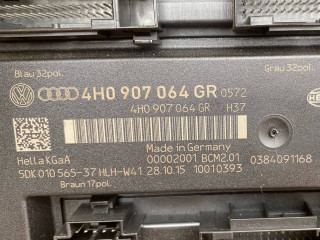 Blau 32pol.
Grau 32pol.
4H0 907 064 GR 0572
4H0 907 064 GR H37
Made in Germany
Hella KGaA 00002001 BCM2.01 0384091168
5DK 010 565-37 HLH-W41 28.10.15 10010393
Braun 17pol.